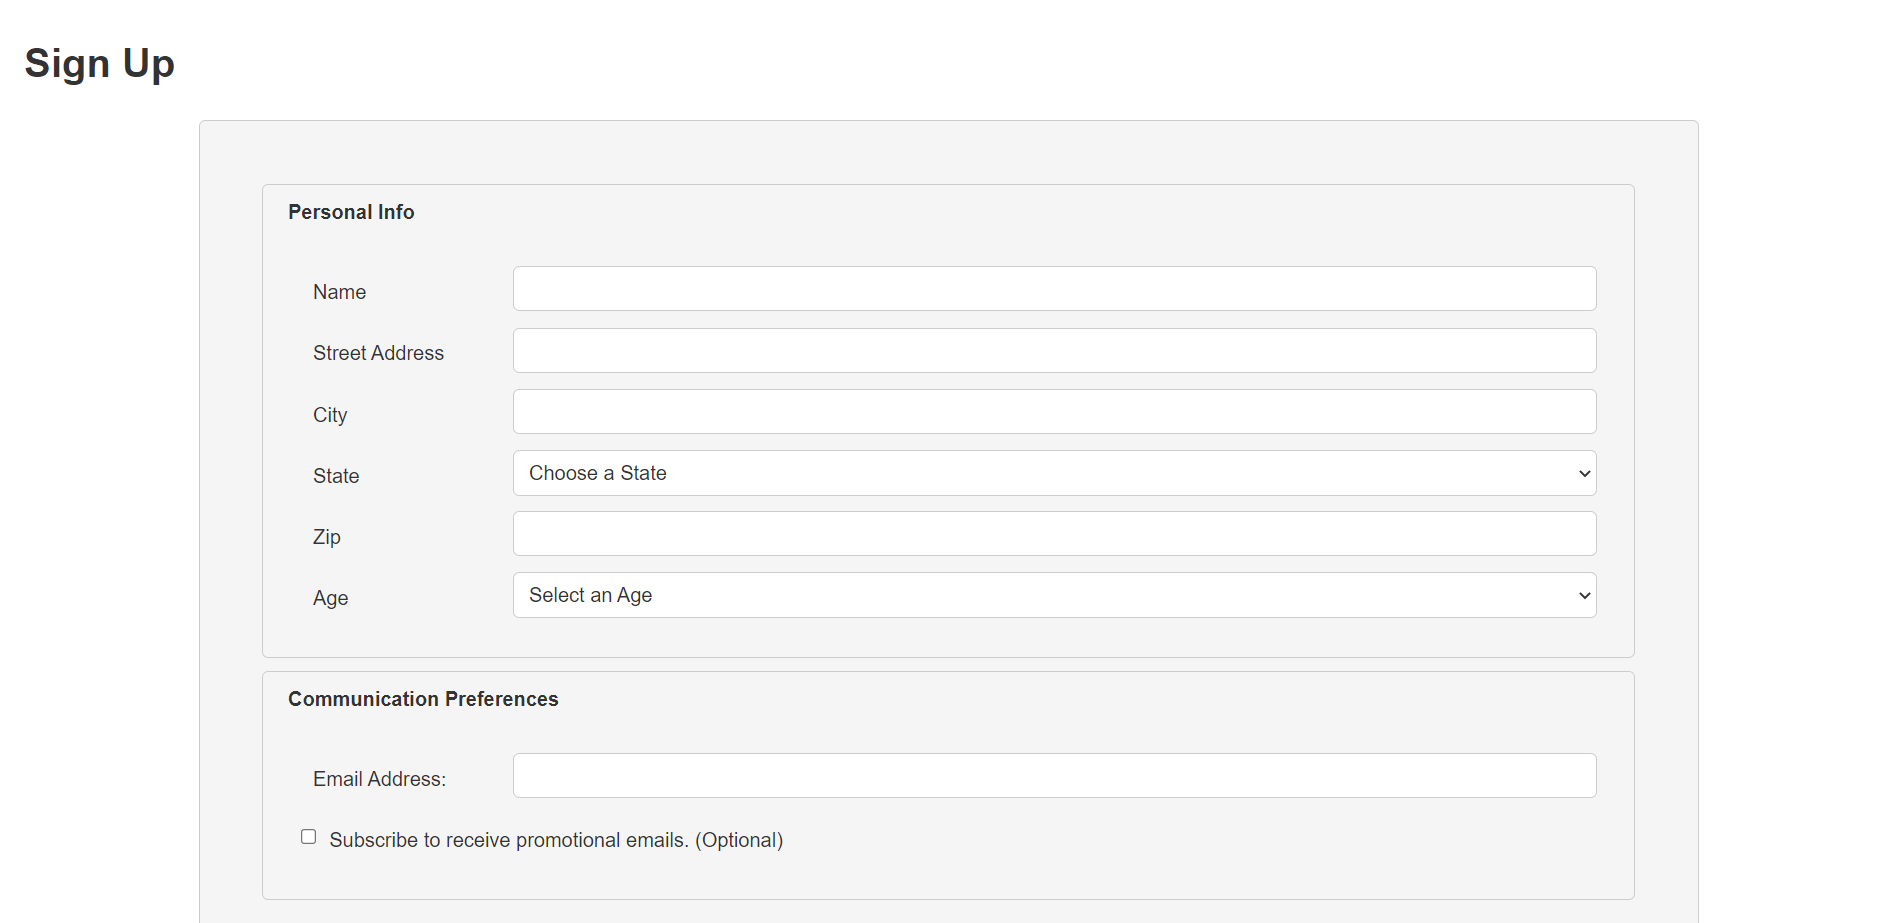 Sign Up
Personal Info
Name
Street Address
City
State
Choose a State
Zip
Age
Select an Age
Communication Preferences
Email Address:
Subscribe to receive promotional emails. (Optional)